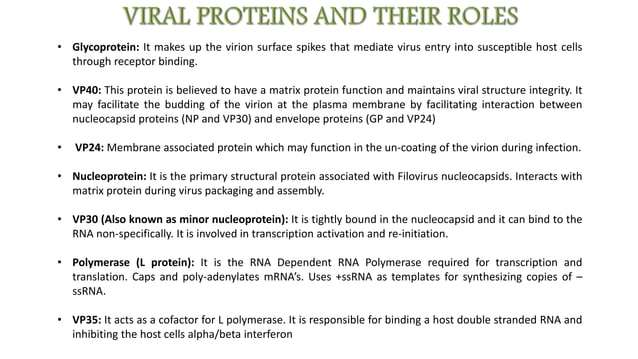 VIRAL PROTEINS AND THEIR ROLES
• Glycoprotein: It makes up the virion surface spikes that mediate virus entry into susceptible host cells
through receptor binding.
• VP40: This protein is believed to have a matrix protein function and maintains viral structure integrity. It
may facilitate the budding of the virion at the plasma membrane by facilitating interaction between
nucleocapsid proteins (NP and VP30) and envelope proteins (GP and VP24)
• VP24: Membrane associated protein which may function in the un-coating of the virion during infection.
• Nucleoprotein: It is the primary structural protein associated with Filovirus nucleocapsids. Interacts with
matrix protein during virus packaging and assembly.
• VP30 (Also known as minor nucleoprotein): It is tightly bound in the nucleocapsid and it can bind to the
RNA non-specifically. It is involved in transcription activation and re-initiation.
• Polymerase (L protein): It is the RNA Dependent RNA Polymerase required for transcription and
translation. Caps and poly-adenylates mRNA's. Uses +ssRNA as templates for synthesizing copies of –
ssRNA.
• VP35: It acts as a cofactor for L polymerase. It is responsible for binding a host double stranded RNA and
inhibiting the host cells alpha/beta interferon